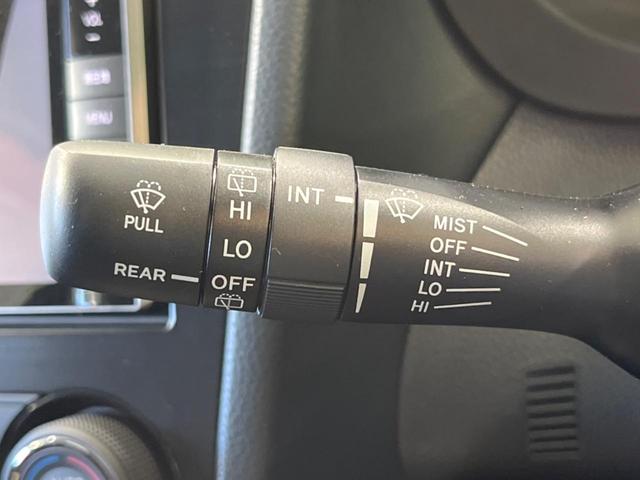 VOL
MENU
PULL
REAR
HI
LO
OFF
INT
MIST
OFF
INT
LO
HI